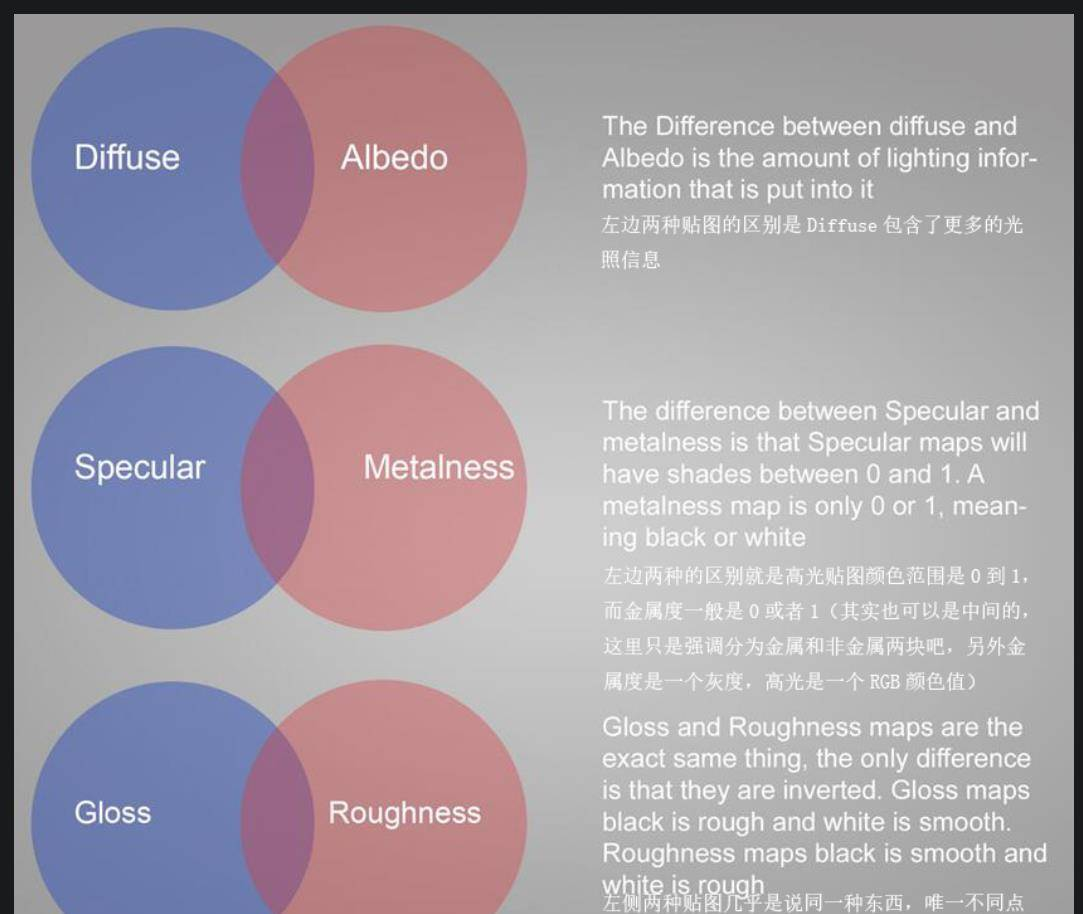 Diffuse
Albedo
The Difference between diffuse and
Albedo is the amount of lighting infor-
mation that is put into it
左边两种贴图的区别是 Diffuse 包含了更多的光
照信息
Specular
Metalness
The difference between Specular and
metalness is that Specular maps will
have shades between 0 and 1. A
metalness map is only 0 or 1, mean-
ing black or white
左边两种的区别就是高光贴图颜色范围是 0 到 1，
而金属度一般是 0 或者 1（其实也可以是中间的，
这里只是强调分为金属和非金属两块吧，另外金
属度是一个灰度，高光是一个 RGB 颜色值）
Gloss
Roughness
Gloss and Roughness maps are the
exact same thing, the only difference
is that they are inverted. Gloss maps
black is rough and white is smooth.
Roughness maps black is smooth and
white is rough
左侧两种贴图几乎是说同一种东西，唯一不同点